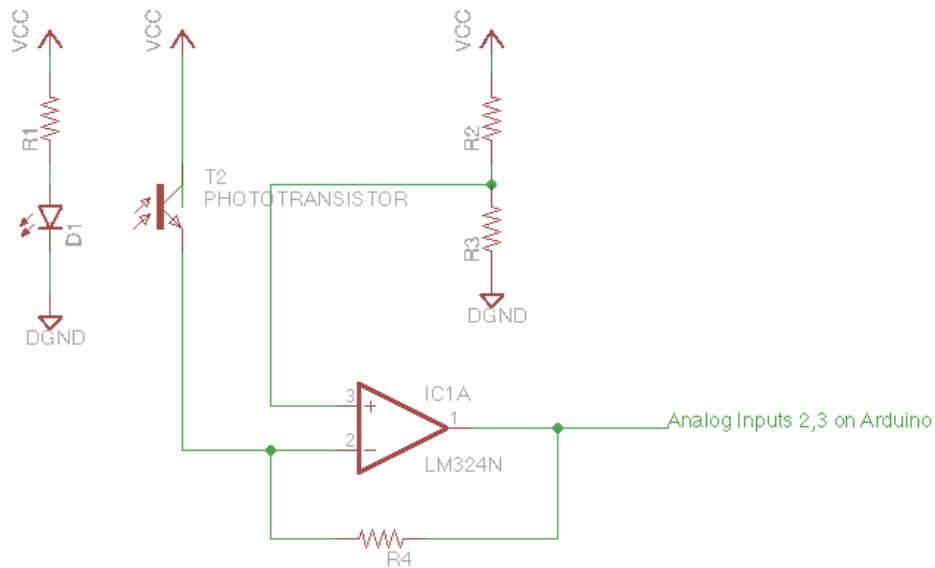 VCC
VCC
VCC
R1
R2
T2
PHOTOTRANSISTOR
D1
R3
DGND
DGND
IC1A
3
+
1
Analog Inputs 2,3 on Arduino
2
-
LM324N
R4